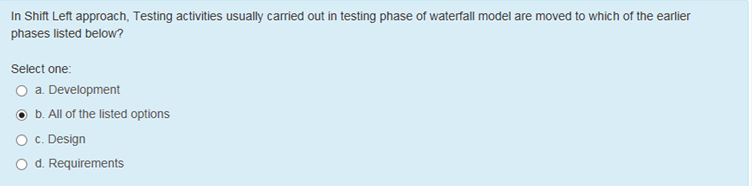 In Shift Left approach, Testing activities usually carried out in testing phase of waterfall model are moved to which of the earlier
phases listed below?
Select one:
a. Development
b. All of the listed options
c. Design
d. Requirements